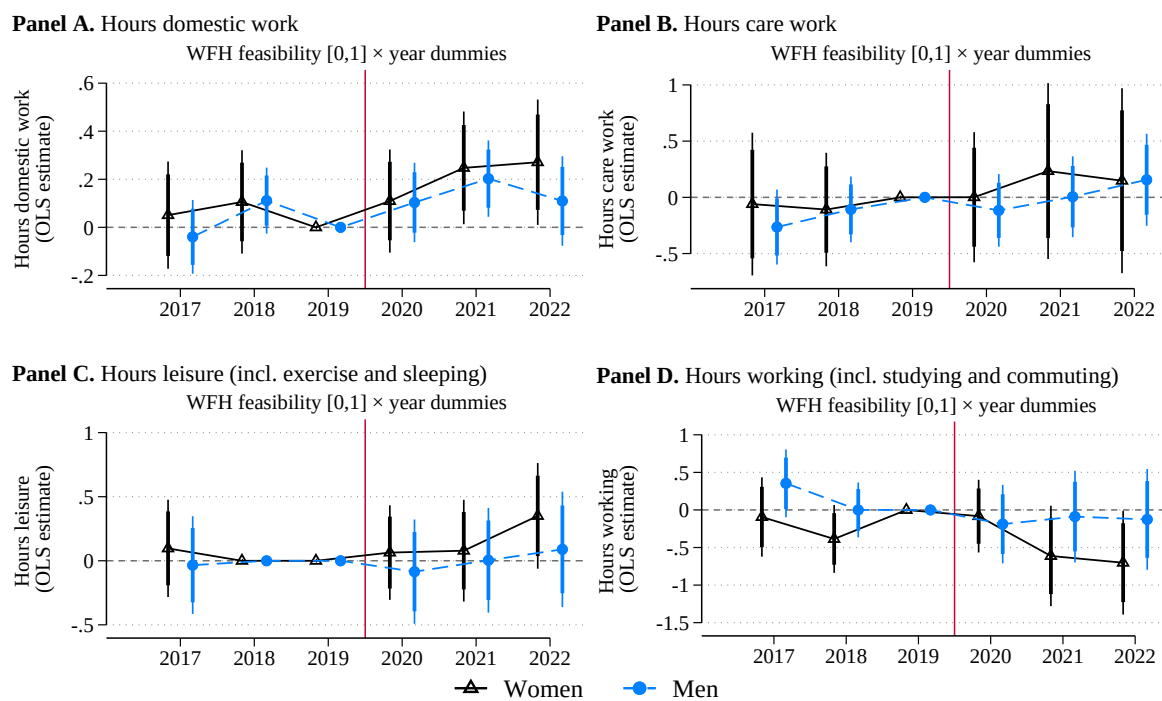 Panel A. Hours domestic work
WFH feasibility [0,1] × year dummies
Hours domestic work
(OLS estimate)
.6
.4
.2
0
-.2
2017 2018 2019 2020 2021 2022
Panel B. Hours care work
WFH feasibility [0,1] × year dummies
Hours care work
(OLS estimate)
1
.5
0
-.5
2017 2018 2019 2020 2021 2022
Panel C. Hours leisure (incl. exercise and sleeping)
WFH feasibility [0,1] × year dummies
Hours leisure
(OLS estimate)
1
.5
0
-.5
2017 2018 2019 2020 2021 2022
Panel D. Hours working (incl. studying and commuting)
WFH feasibility [0,1] × year dummies
Hours working
(OLS estimate)
1
.5
0
-.5
-1
-1.5
2017 2018 2019 2020 2021 2022
Women Men